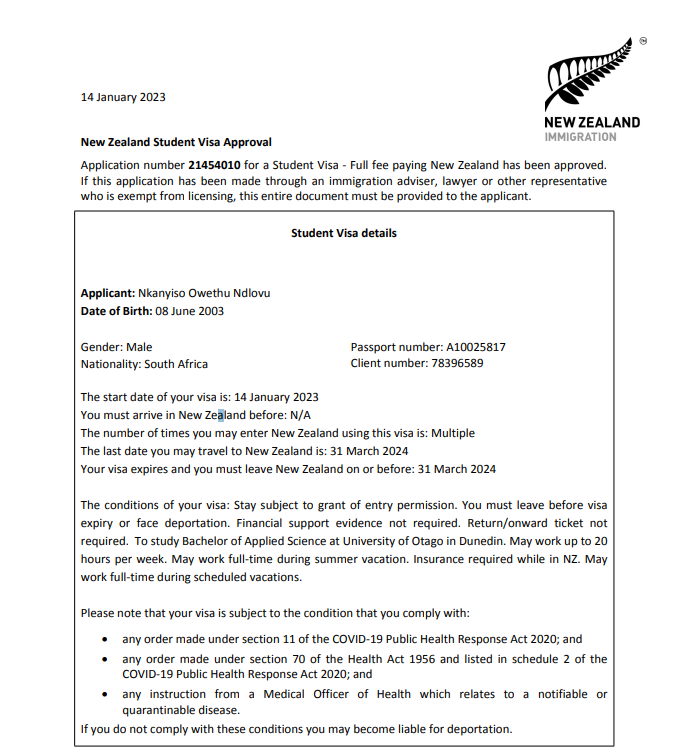 14 January 2023
TM
NEW ZEALAND
IMMIGRATION
New Zealand Student Visa Approval
Application number 21454010 for a Student Visa - Full fee paying New Zealand has been approved.
If this application has been made through an immigration adviser, lawyer or other representative
who is exempt from licensing, this entire document must be provided to the applicant.
Student Visa details
Applicant: Nkanyiso Owethu Ndlovu
Date of Birth: 08 June 2003
Gender: Male Passport number: A10025817
Nationality: South Africa Client number: 78396589
The start date of your visa is: 14 January 2023
You must arrive in New Zealand before: N/A
The number of times you may enter New Zealand using this visa is: Multiple
The last date you may travel to New Zealand is: 31 March 2024
Your visa expires and you must leave New Zealand on or before: 31 March 2024
The conditions of your visa: Stay subject to grant of entry permission. You must leave before visa
expiry or face deportation. Financial support evidence not required. Return/onward ticket not
required. To study Bachelor of Applied Science at University of Otago in Dunedin. May work up to 20
hours per week. May work full-time during summer vacation. Insurance required while in NZ. May
work full-time during scheduled vacations.
Please note that your visa is subject to the condition that you comply with:
• any order made under section 11 of the COVID-19 Public Health Response Act 2020; and
• any order made under section 70 of the Health Act 1956 and listed in schedule 2 of the
COVID-19 Public Health Response Act 2020; and
• any instruction from a Medical Officer of Health which relates to a notifiable or
quarantinable disease.
If you do not comply with these conditions you may become liable for deportation.